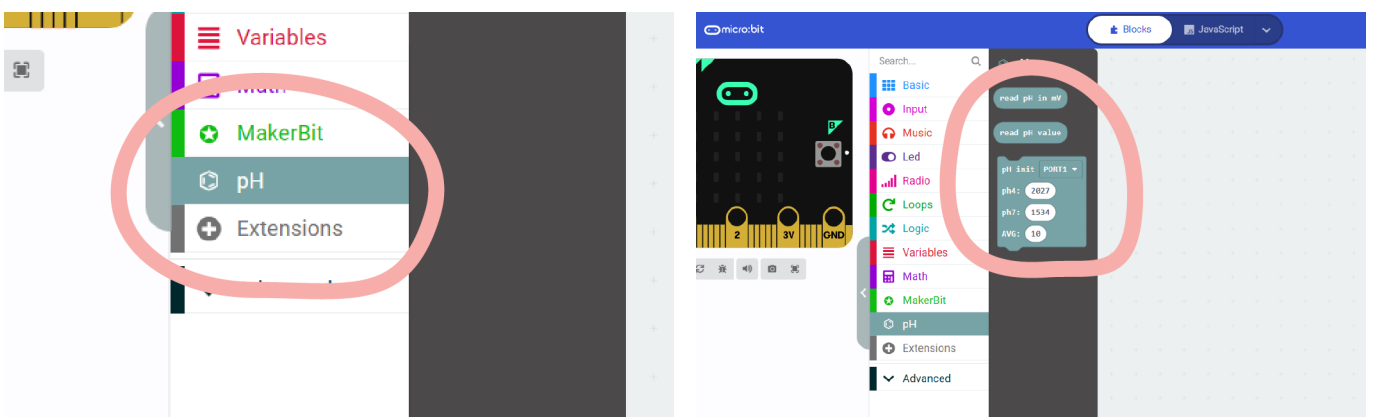 Variables
MakerBit
pH
Extensions
micro:bit
Blocks
JavaScript
Search...
Basic
Input
Music
Led
Radio
Loops
Logic
Variables
Math
MakerBit
pH
Extensions
Advanced
B
2
3V
GND
read pH in mV
read pH value
pH init PORT1
ph4: 2027
ph7: 1534
AVG: 10